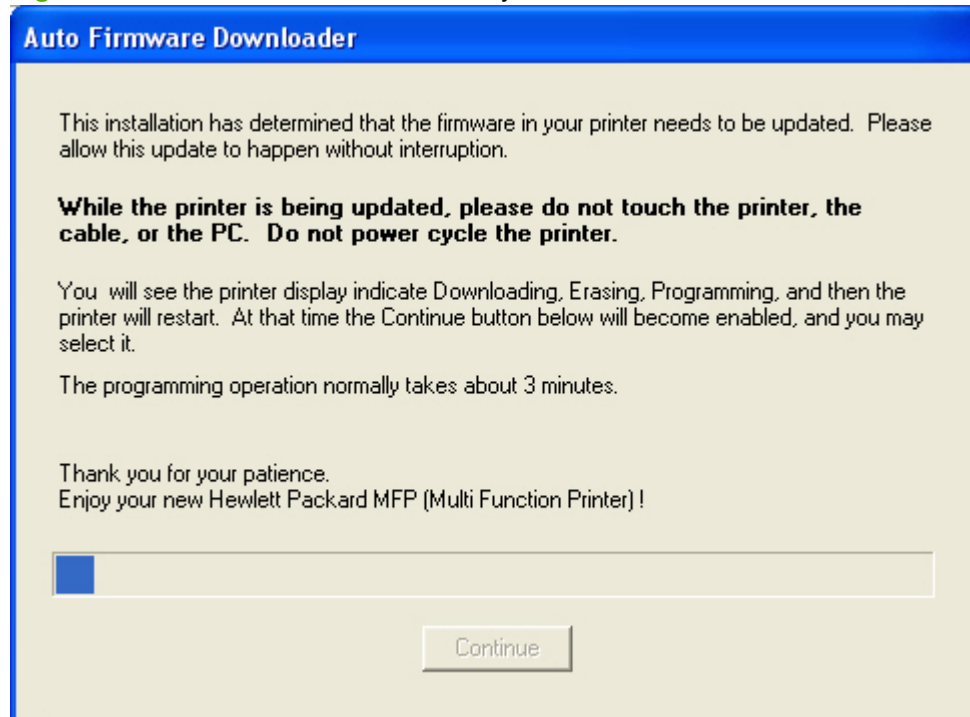 Auto Firmware Downloader
This installation has determined that the firmware in your printer needs to be updated. Please
allow this update to happen without interruption.
While the printer is being updated, please do not touch the printer, the
cable, or the PC. Do not power cycle the printer.
You will see the printer display indicate Downloading, Erasing, Programming, and then the
printer will restart. At that time the Continue button below will become enabled, and you may
select it.
The programming operation normally takes about 3 minutes.
Thank you for your patience.
Enjoy your new Hewlett Packard MFP (Multi Function Printer) !
Continue